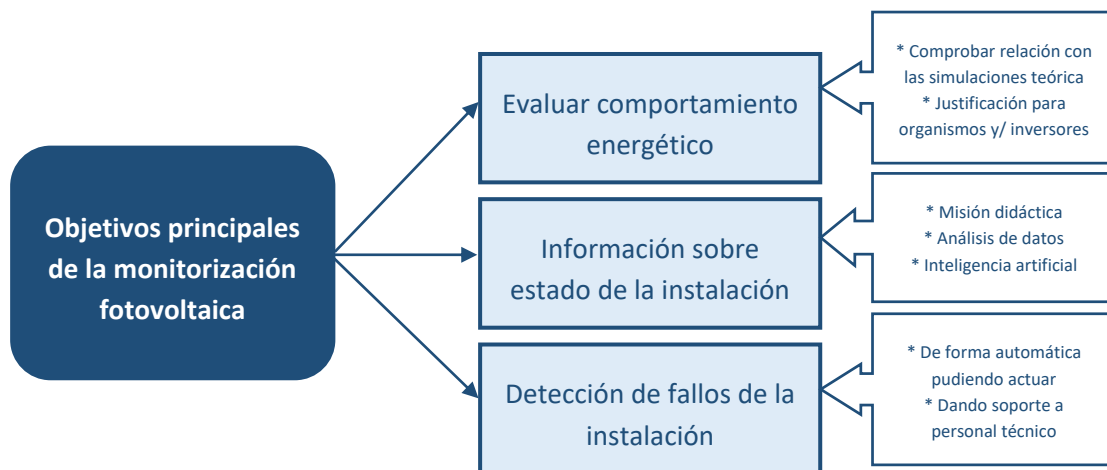 Objetivos principales
de la monitorización
fotovoltaica
Evaluar comportamiento
energético
* Comprobar relación con
las simulaciones teórica
* Justificación para
organismos y/ inversores
Información sobre
estado de la instalación
* Misión didáctica
* Análisis de datos
* Inteligencia artificial
Detección de fallos de la
instalación
* De forma automática
pudiendo actuar
* Dando soporte a
personal técnico